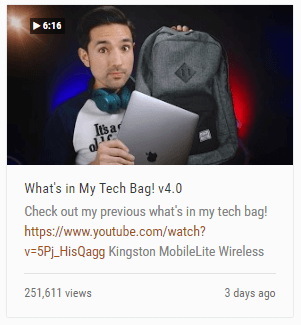 6:16
It's a
What's in My Tech Bag! v4.0
Check out my previous what's in my tech bag!
https://www.youtube.com/watch?
v=5Pj_HisQagg Kingston MobileLite Wireless
251,611 views 3 days ago